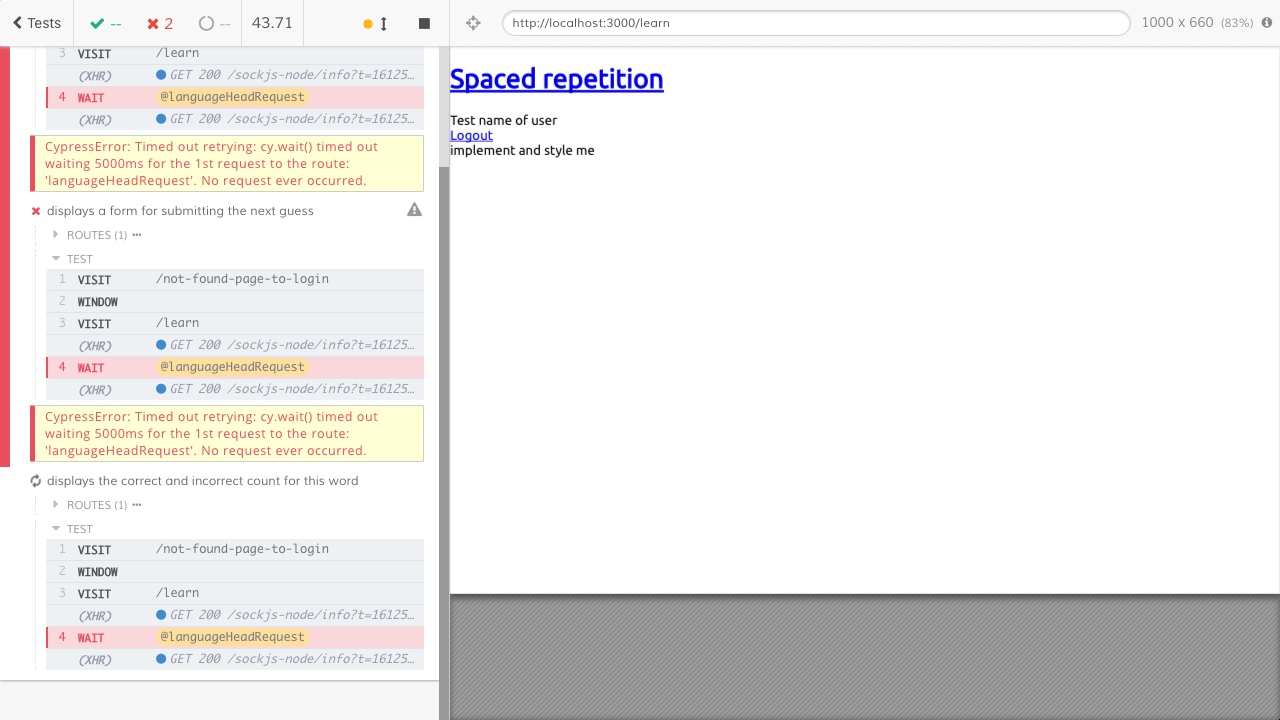 Tests -- 2 -- 43.71
http://localhost:3000/learn 1000 x 660 (83%)
3 VISIT /learn
(XHR) GET 200 /sockjs-node/info?t=16125…
4 WAIT @languageHeadRequest
(XHR) GET 200 /sockjs-node/info?t=16125…
CypressError: Timed out retrying: cy.wait() timed out
waiting 5000ms for the 1st request to the route:
'languageHeadRequest'. No request ever occurred.
displays a form for submitting the next guess
ROUTES (1) •••
TEST
1 VISIT /not-found-page-to-login
2 WINDOW
3 VISIT /learn
(XHR) GET 200 /sockjs-node/info?t=16125…
4 WAIT @languageHeadRequest
(XHR) GET 200 /sockjs-node/info?t=16125…
CypressError: Timed out retrying: cy.wait() timed out
waiting 5000ms for the 1st request to the route:
'languageHeadRequest'. No request ever occurred.
displays the correct and incorrect count for this word
ROUTES (1) •••
TEST
1 VISIT /not-found-page-to-login
2 WINDOW
3 VISIT /learn
(XHR) GET 200 /sockjs-node/info?t=16125…
4 WAIT @languageHeadRequest
(XHR) GET 200 /sockjs-node/info?t=16125…
Spaced repetition
Test name of user
Logout
implement and style me